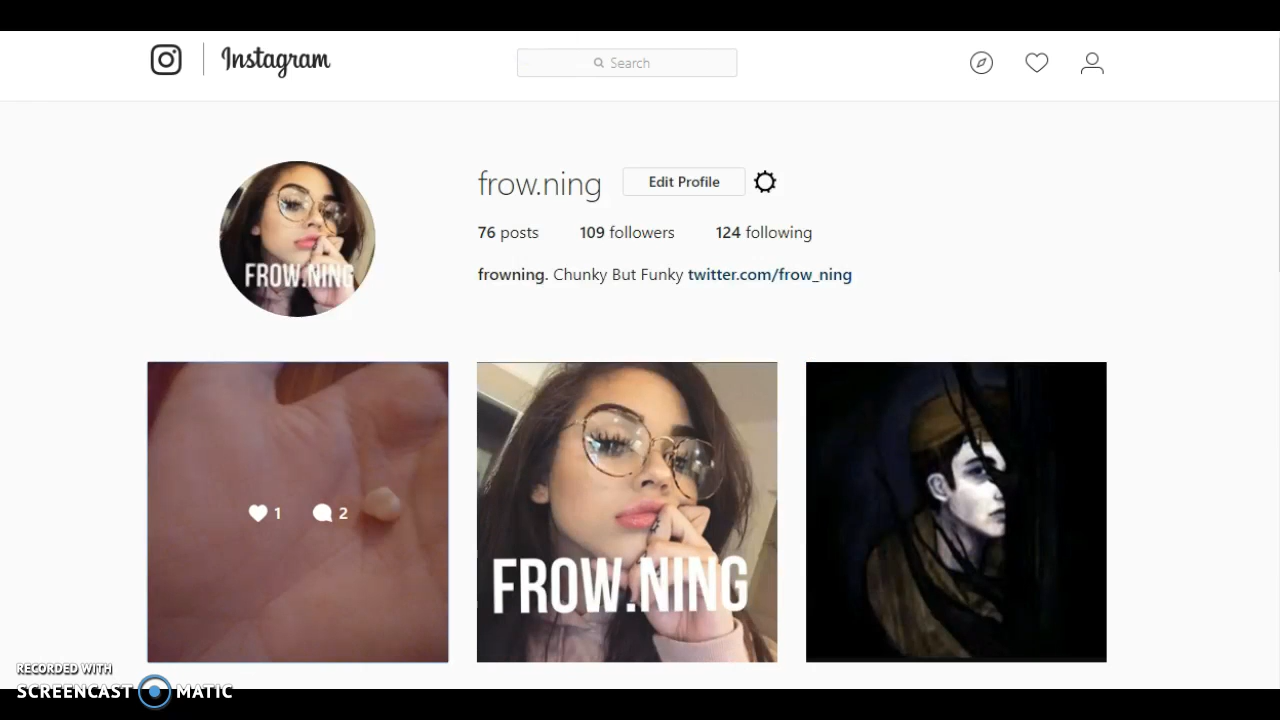 Instagram
Search
frow.ning Edit Profile
76 posts 109 followers 124 following
frowning. Chunky But Funky twitter.com/frow_ning
FROW.NING
1 2
FROW.NING
RECORDED WITH
SCREENCAST MATIC